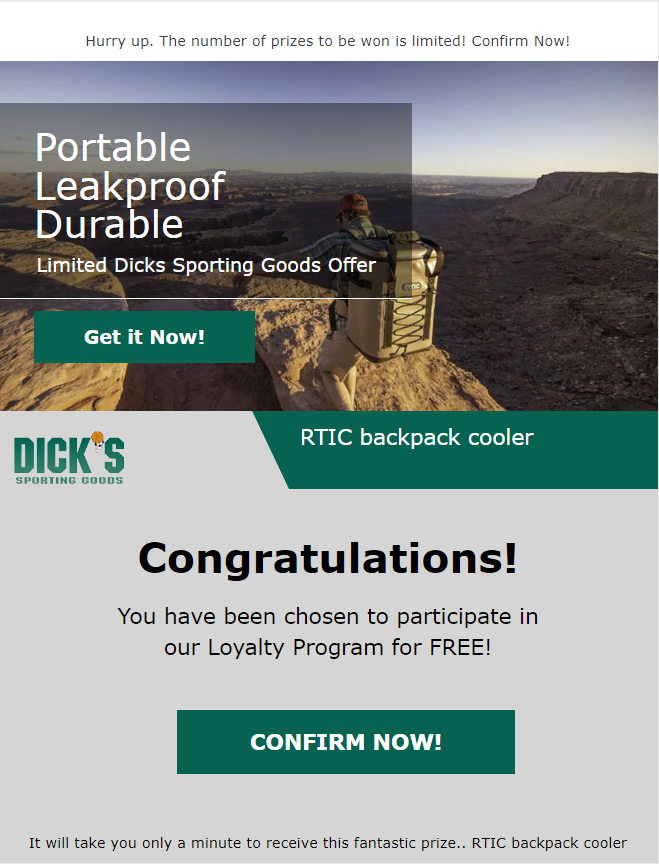 Hurry up. The number of prizes to be won is limited! Confirm Now!
Portable
Leakproof
Durable
Limited Dicks Sporting Goods Offer
RTIC
Get it Now!
DICK'S
SPORTING GOODS
RTIC backpack cooler
Congratulations!
You have been chosen to participate in
our Loyalty Program for FREE!
CONFIRM NOW!
It will take you only a minute to receive this fantastic prize.. RTIC backpack cooler